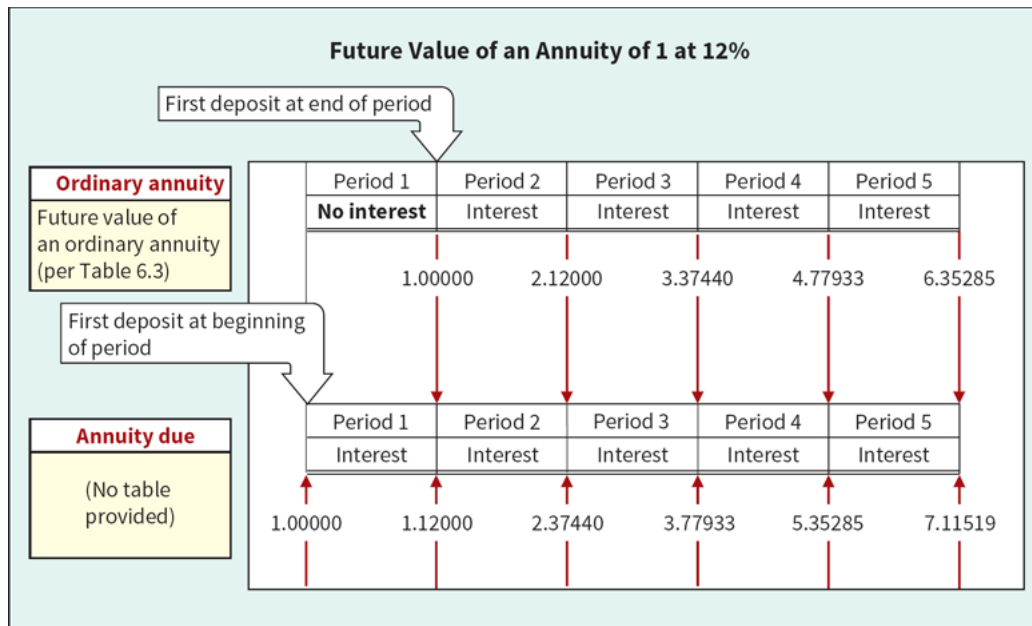 Future Value of an Annuity of 1 at 12%
First deposit at end of period
Ordinary annuity
Future value of
an ordinary annuity
(per Table 6.3)
Period 1 Period 2 Period 3 Period 4 Period 5
No interest Interest Interest Interest Interest
1.00000 2.12000 3.37440 4.77933 6.35285
First deposit at beginning
of period
Annuity due
(No table
provided)
Period 1 Period 2 Period 3 Period 4 Period 5
Interest Interest Interest Interest Interest
1.00000 1.12000 2.37440 3.77933 5.35285 7.11519